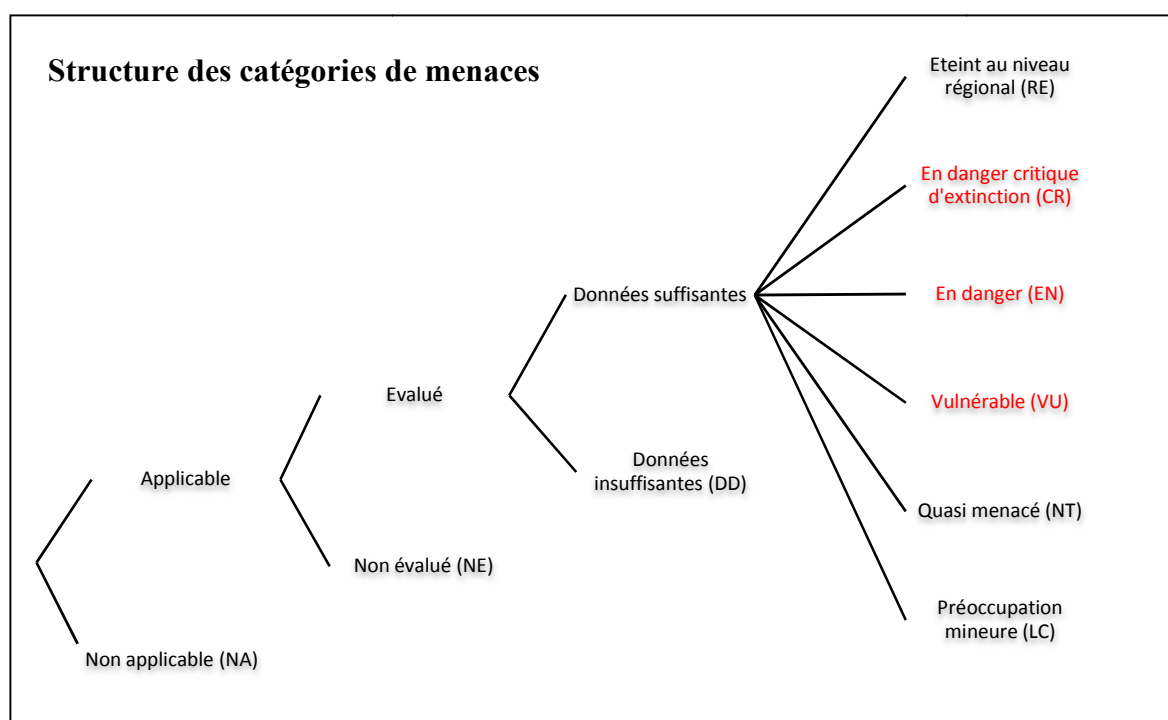 Structure des catégories de menaces
Eteint au niveau
régional (RE)
En danger critique
d'extinction (CR)
Données suffisantes
En danger (EN)
Evalué
Vulnérable (VU)
Données
insuffisantes (DD)
Applicable
Quasi menacé (NT)
Non évalué (NE)
Préoccupation
mineure (LC)
Non applicable (NA)